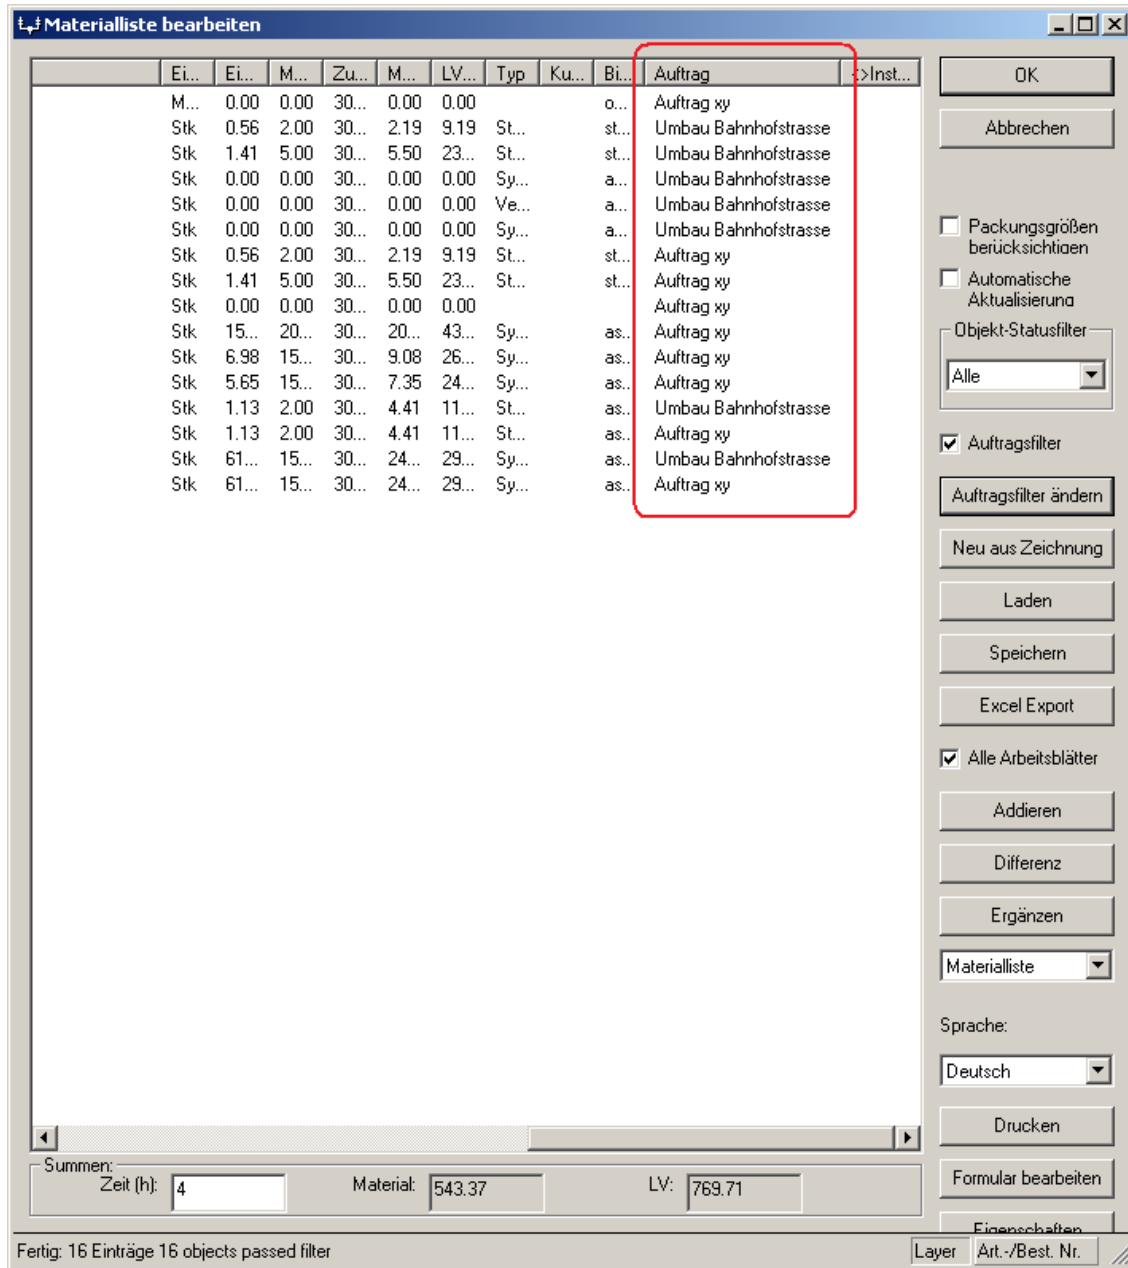 Materialliste bearbeiten
Ei... Ei... M... Zu... M... LV... Typ Ku... Bi... Auftrag <>Inst...
M... 0.00 0.00 30... 0.00 0.00 o... Auftrag xy
Stk 0.56 2.00 30... 2.19 9.19 St... st... Umbau Bahnhofstrasse
Stk 1.41 5.00 30... 5.50 23... St... st... Umbau Bahnhofstrasse
Stk 0.00 0.00 30... 0.00 0.00 Sy... a... Umbau Bahnhofstrasse
Stk 0.00 0.00 30... 0.00 0.00 Ve... a... Umbau Bahnhofstrasse
Stk 0.00 0.00 30... 0.00 0.00 Sy... a... Umbau Bahnhofstrasse
Stk 0.56 2.00 30... 2.19 9.19 St... st... Auftrag xy
Stk 1.41 5.00 30... 5.50 23... St... st... Auftrag xy
Stk 0.00 0.00 30... 0.00 0.00 Auftrag xy
Stk 15... 20... 30... 20... 43... Sy... as... Auftrag xy
Stk 6.98 15... 30... 9.08 26... Sy... as... Auftrag xy
Stk 5.65 15... 30... 7.35 24... Sy... as... Auftrag xy
Stk 1.13 2.00 30... 4.41 11... St... as... Umbau Bahnhofstrasse
Stk 1.13 2.00 30... 4.41 11... St... as... Auftrag xy
Stk 61... 15... 30... 24... 29... Sy... as... Umbau Bahnhofstrasse
Stk 61... 15... 30... 24... 29... Sy... as... Auftrag xy
OK
Abbrechen
Packungsgrößen
berücksichtigen
Automatische
Aktualisierung
Objekt-Statusfilter
Alle
Auftragsfilter
Auftragsfilter ändern
Neu aus Zeichnung
Laden
Speichern
Excel Export
Alle Arbeitsblätter
Addieren
Differenz
Ergänzen
Materialliste
Sprache:
Deutsch
Drucken
Formular bearbeiten
Eigenschaften
Summen:
Zeit (h): 4 Material: 543.37 LV: 769.71
Fertig: 16 Einträge 16 objects passed filter Layer Art.-/Best. Nr.